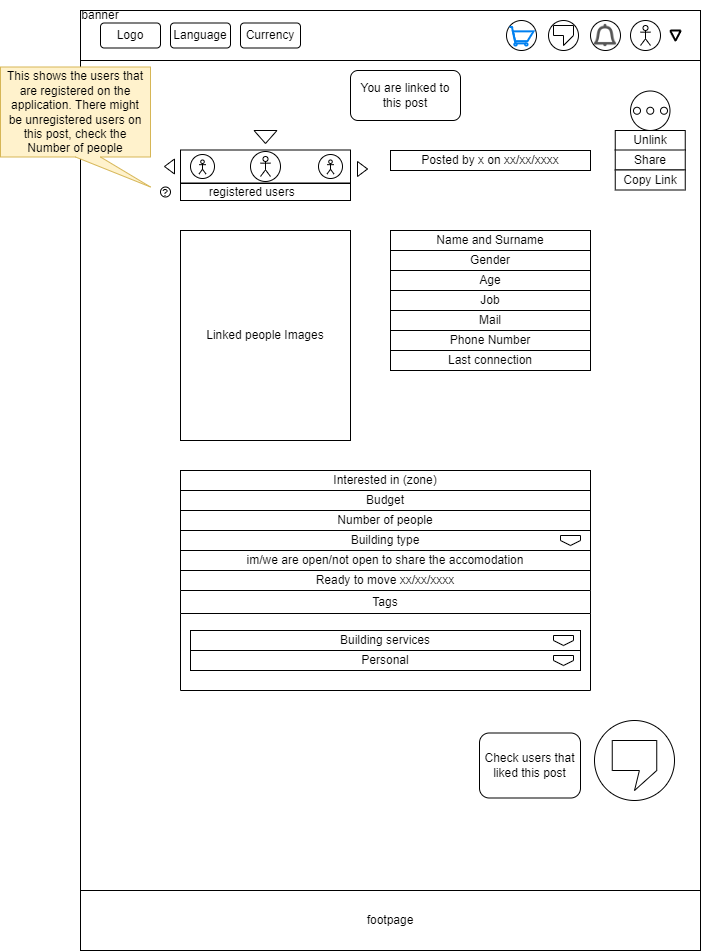 banner
Logo
Language
Currency
This shows the users that
are registered on the
application. There might
be unregistered users on
this post, check the
Number of people
You are linked to
this post
Unlink
Share
Copy Link
Posted by x on xx/xx/xxxx
?
registered users
Linked people Images
Name and Surname
Gender
Age
Job
Mail
Phone Number
Last connection
Interested in (zone)
Budget
Number of people
Building type
im/we are open/not open to share the accomodation
Ready to move xx/xx/xxxx
Tags
Building services
Personal
Check users that
liked this post
footpage